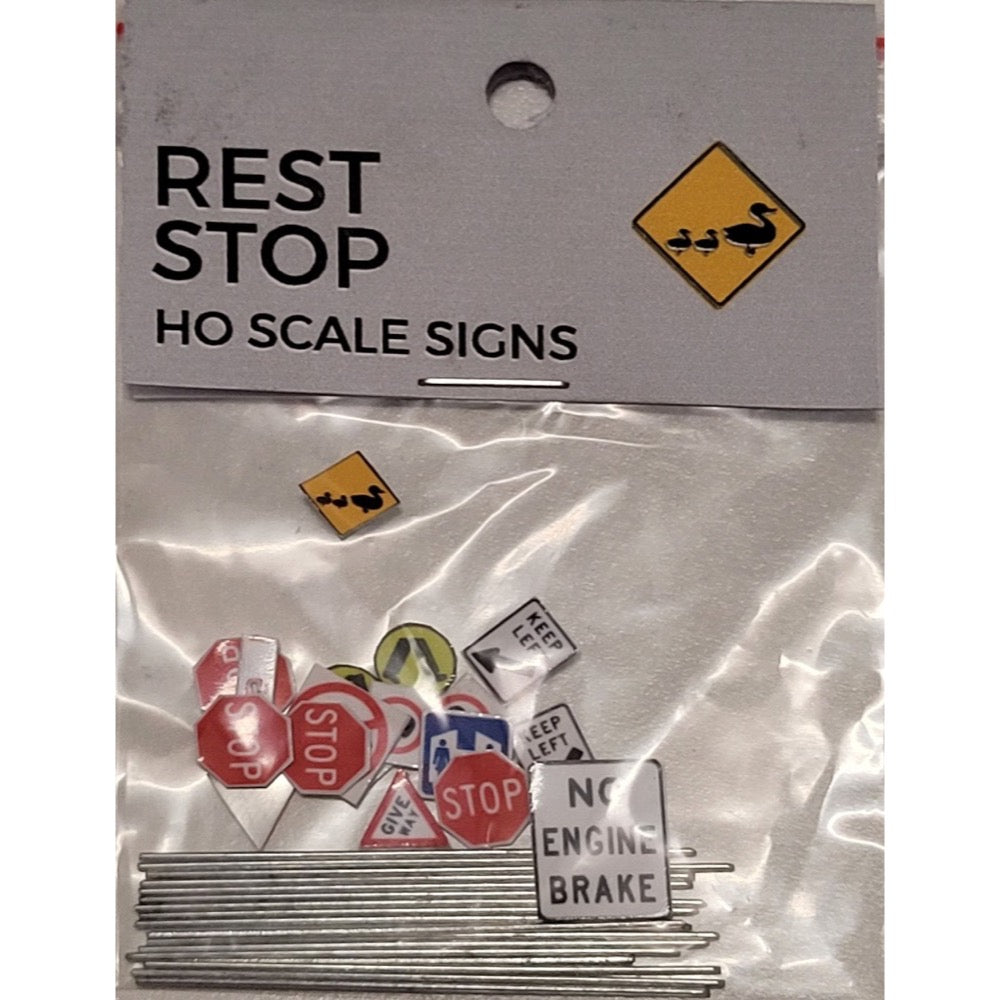 REST
STOP
HO SCALE SIGNS
KEEP
LEFT
KEEP
LEFT
STOP
STOP
STOP
GIVE
WAY
NO
ENGINE
BRAKE